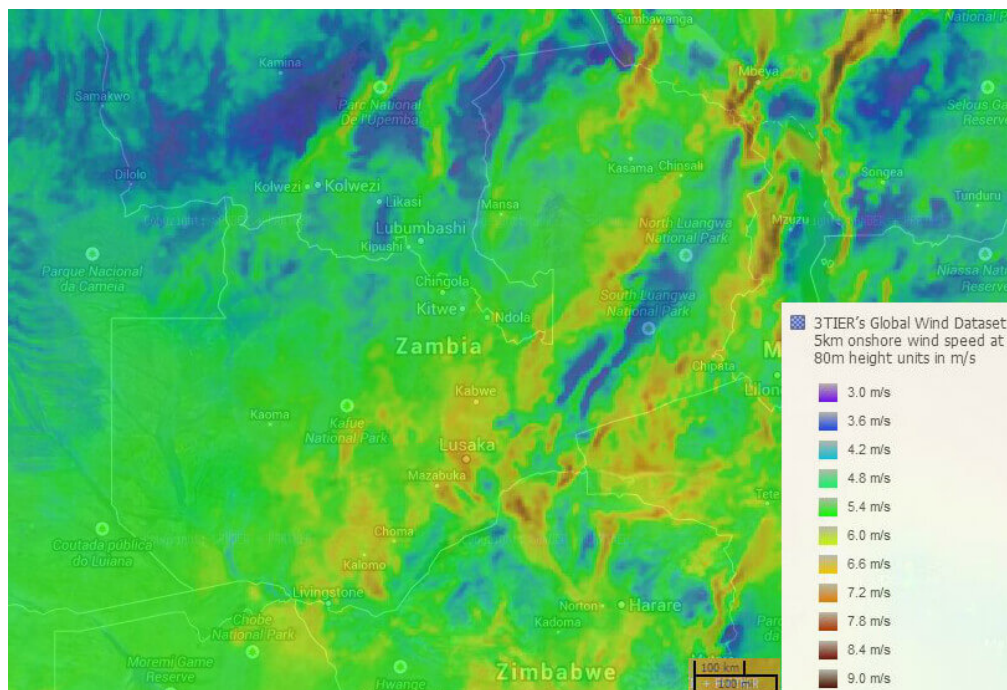 Sumbawanga
National P
Kamina
Mbeya
Samakwo
Parc National
De l'Upemba
Selous Ga
Reserve
Kasama
Chinsali
Dilolo
Kolwezi
Kolwezi
Songea
Likasi
Mansa
Tunduru
Lubumbashi
North Luangwa
National Park
Mzuzu
Kipushi
Parque Nacional
da Cameia
Niassa Nat
Reserve
Chingola
South Luangwa
National Park
Kitwe
Ndola
Zambia
Chipata
M
Lilon
Kabwe
Kaoma
Kafue
National Park
Lusaka
Mazabuka
Tete
Choma
Coutada pública
do Luiana
Kalomo
Livingstone
Norton
Harare
Chobe
National Park
Kadoma
Moremi Game
Reserve
Zimbabwe
Hwange
100 km
100 mi
3TIER's Global Wind Dataset
5km onshore wind speed at
80m height units in m/s
3.0 m/s
3.6 m/s
4.2 m/s
4.8 m/s
5.4 m/s
6.0 m/s
6.6 m/s
7.2 m/s
7.8 m/s
8.4 m/s
9.0 m/s